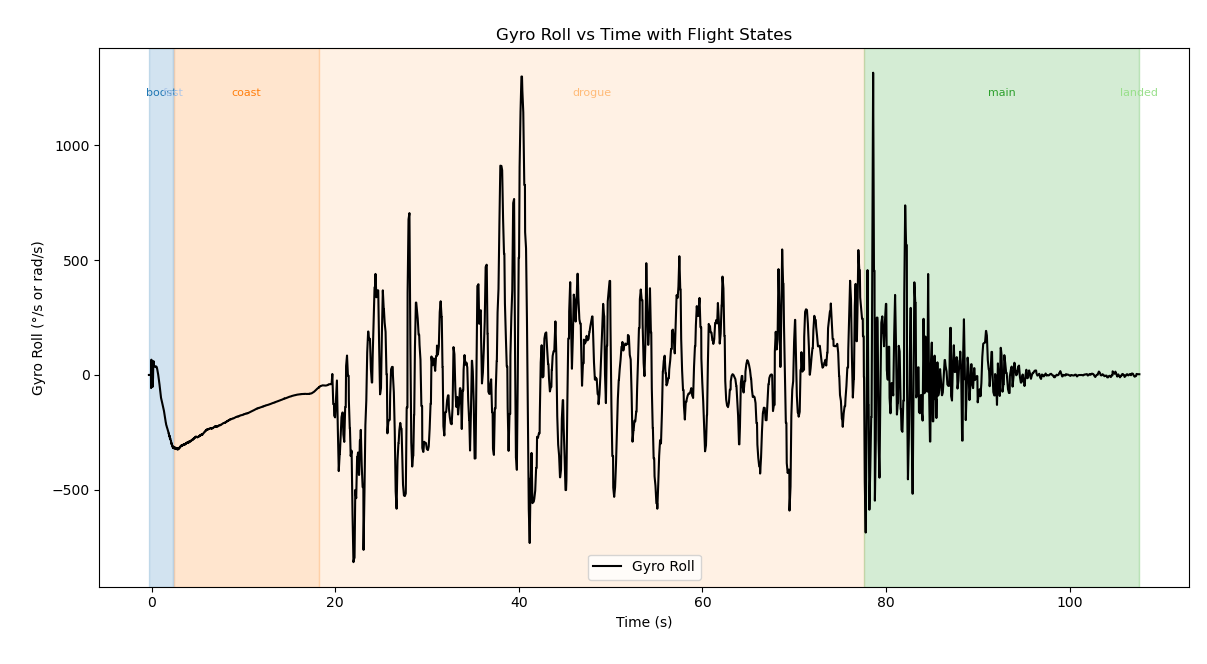 Gyro Roll vs Time with Flight States
boost
coast
drogue
main
landed
Gyro Roll (°/s or rad/s)
1000
500
0
−500
0
20
40
60
80
100
Time (s)
Gyro Roll